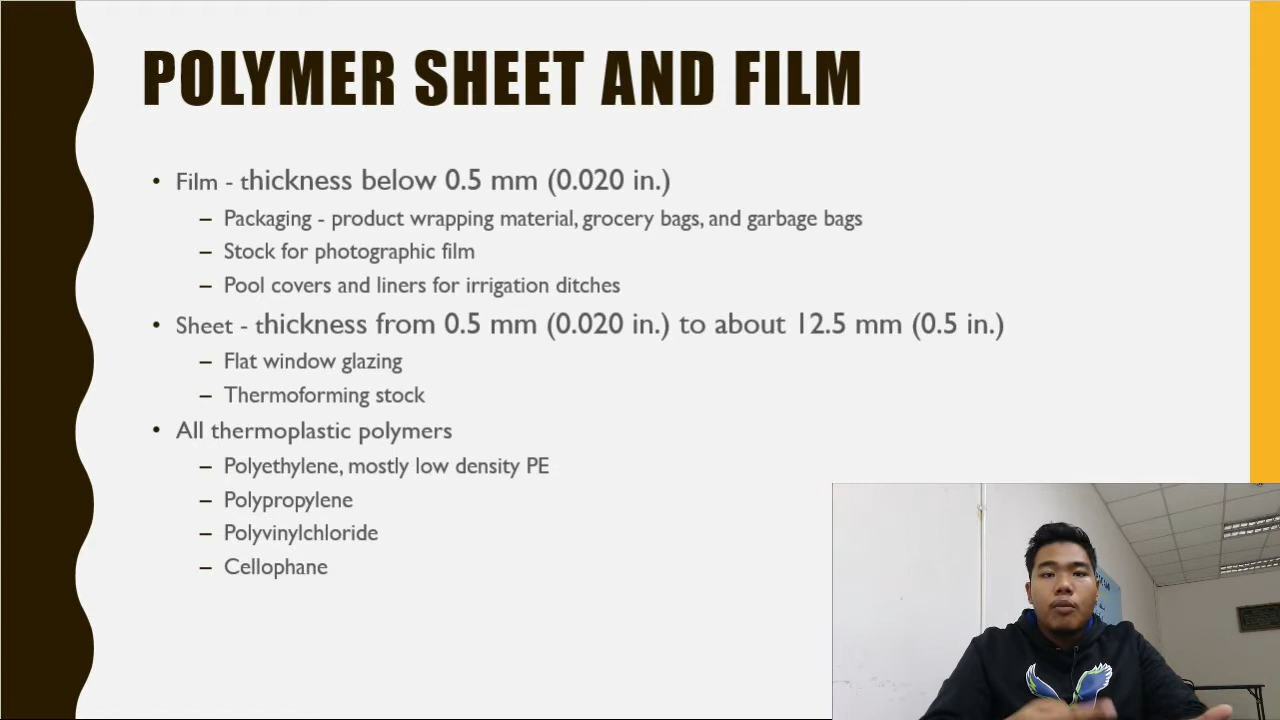 POLYMER SHEET AND FILM
• Film - thickness below 0.5 mm (0.020 in.)
– Packaging - product wrapping material, grocery bags, and garbage bags
– Stock for photographic film
– Pool covers and liners for irrigation ditches
• Sheet - thickness from 0.5 mm (0.020 in.) to about 12.5 mm (0.5 in.)
– Flat window glazing
– Thermoforming stock
• All thermoplastic polymers
– Polyethylene, mostly low density PE
– Polypropylene
– Polyvinylchloride
– Cellophane